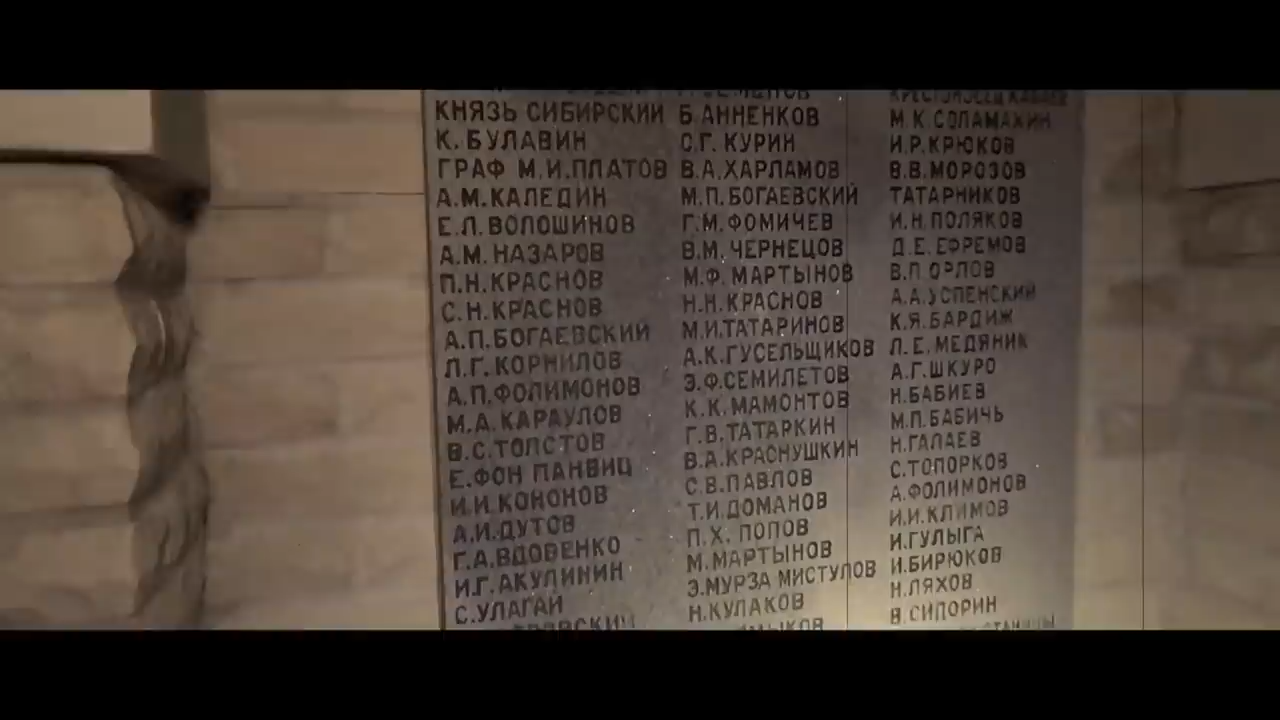 КНЯЗЬ СИБИРСКИЙ
К. БУЛАВИН
ГРАФ М.И.ПЛАТОВ
А.М.КАЛЕДИН
Е.Л.ВОЛОШИНОВ
А.М.НАЗАРОВ
П.Н.КРАСНОВ
С.Н.КРАСНОВ
А.П.БОГАЕВСКИЙ
Л.Г.КОРНИЛОВ
А.П.ФОЛИМОНОВ
М.А.КАРАУЛОВ
В.С.ТОЛСТОВ
Е.ФОН ПАНВИЦ
И.И.КОНОНОВ
А.И.ДУТОВ
Г.А.ВДОВЕНКО
И.Г.АКУЛИНИН
С.УЛАГАЙ
Б.АННЕНКОВ
С.Г.КУРИН
В.А.ХАРЛАМОВ
М.П.БОГАЕВСКИЙ
Г.М.ФОМИЧЕВ
В.М.ЧЕРНЕЦОВ
М.Ф.МАРТЫНОВ
Н.Н.КРАСНОВ
М.И.ТАТАРИНОВ
А.К.ГУСЕЛЬЩИКОВ
Э.Ф.СЕМИЛЕТОВ
К.К.МАМОНТОВ
Г.В.ТАТАРКИН
В.А.КРАСНУШКИН
С.В.ПАВЛОВ
Т.И.ДОМАНОВ
П.Х. ПОПОВ
М.МАРТЫНОВ
Э.МУРЗА МИСТУЛОВ
Н.КУЛАКОВ
М.К.СОЛАМАХИН
И.Р.КРЮКОВ
В.В.МОРОЗОВ
ТАТАРНИКОВ
И.Н.ПОЛЯКОВ
Д.Е.ЕФРЕМОВ
В.П.ОРЛОВ
А.А.УСПЕНСКИЙ
К.Я.БАРДИЖ
Л.Е.МЕДЯНИК
А.Г.ШКУРО
Н.БАБИЕВ
М.П.БАБИЧЬ
Н.ГАЛАЕВ
С.ТОПОРКОВ
А.ФОЛИМОНОВ
И.И.КЛИМОВ
И.ГУЛЫГА
И.БИРЮКОВ
Н.ЛЯХОВ
В.СИДОРИН